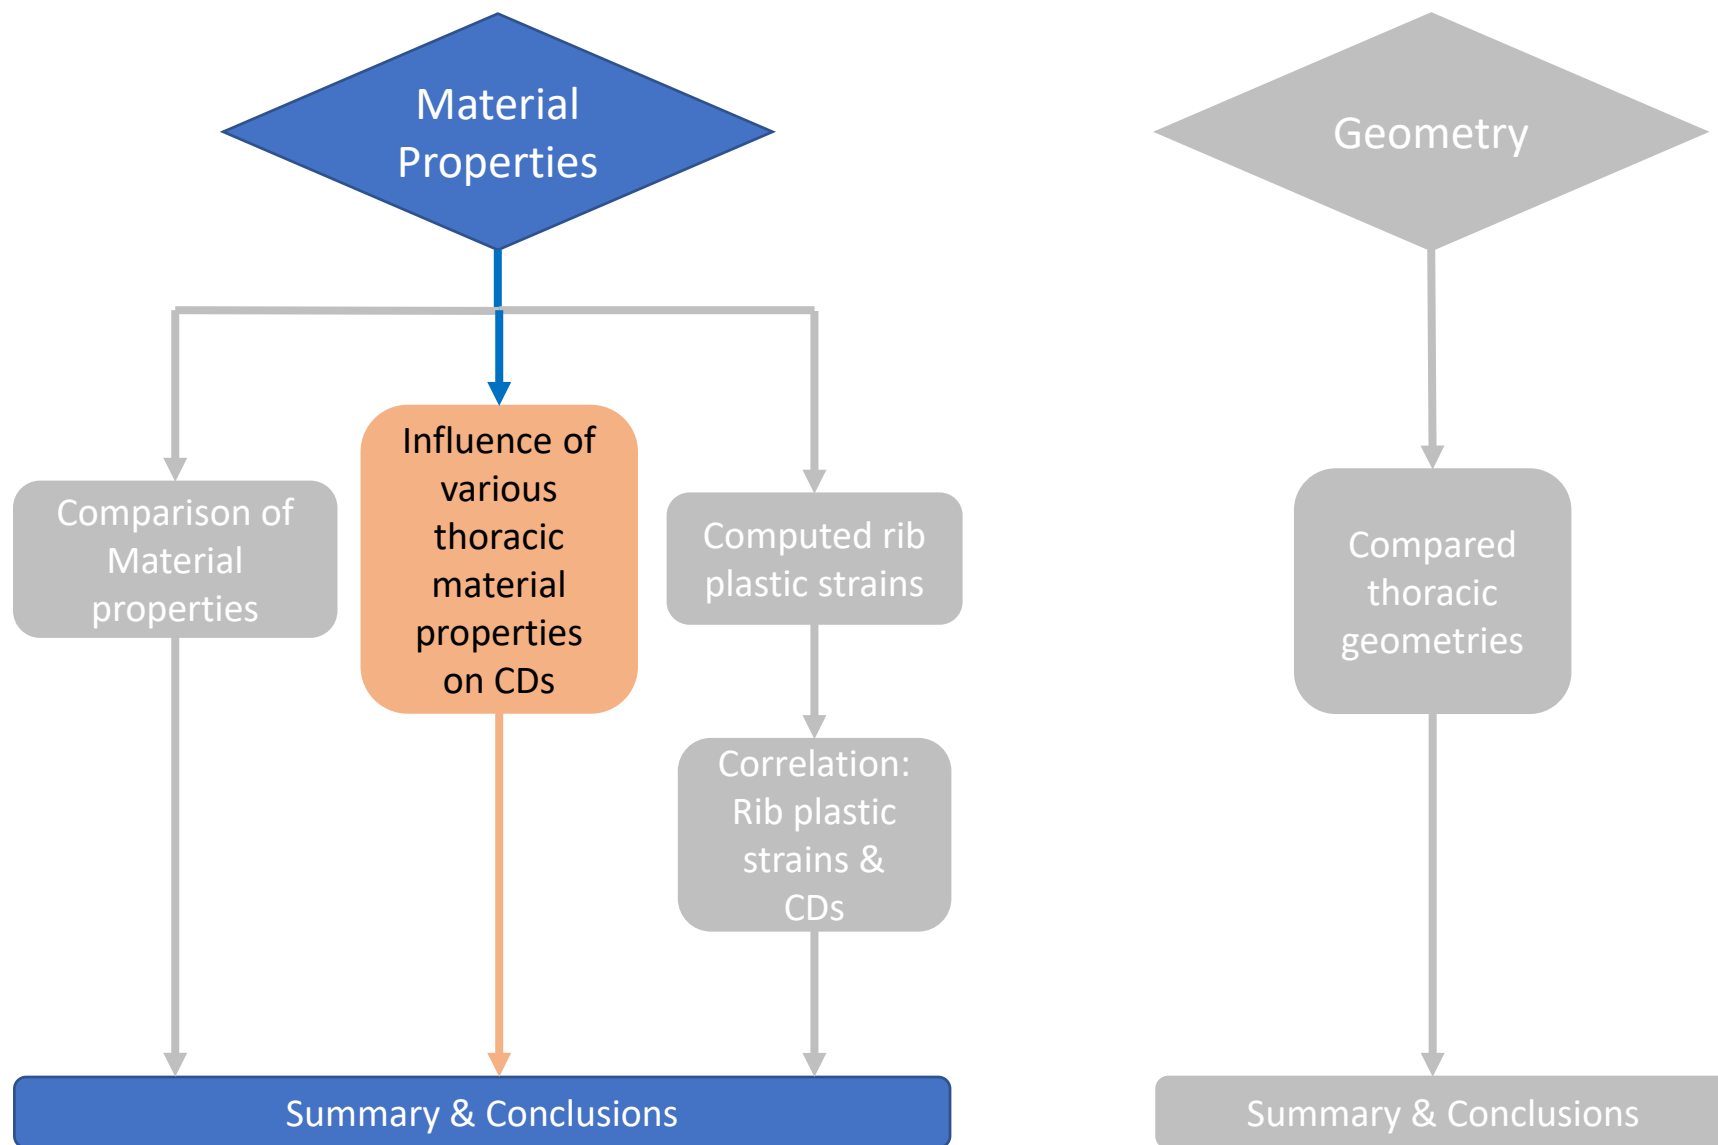 Material
Properties
Geometry
Comparison of
Material
properties
Influence of
various
thoracic
material
properties
on CDs
Computed rib
plastic strains
Correlation:
Rib plastic
strains &
CDs
Compared
thoracic
geometries
Summary & Conclusions
Summary & Conclusions